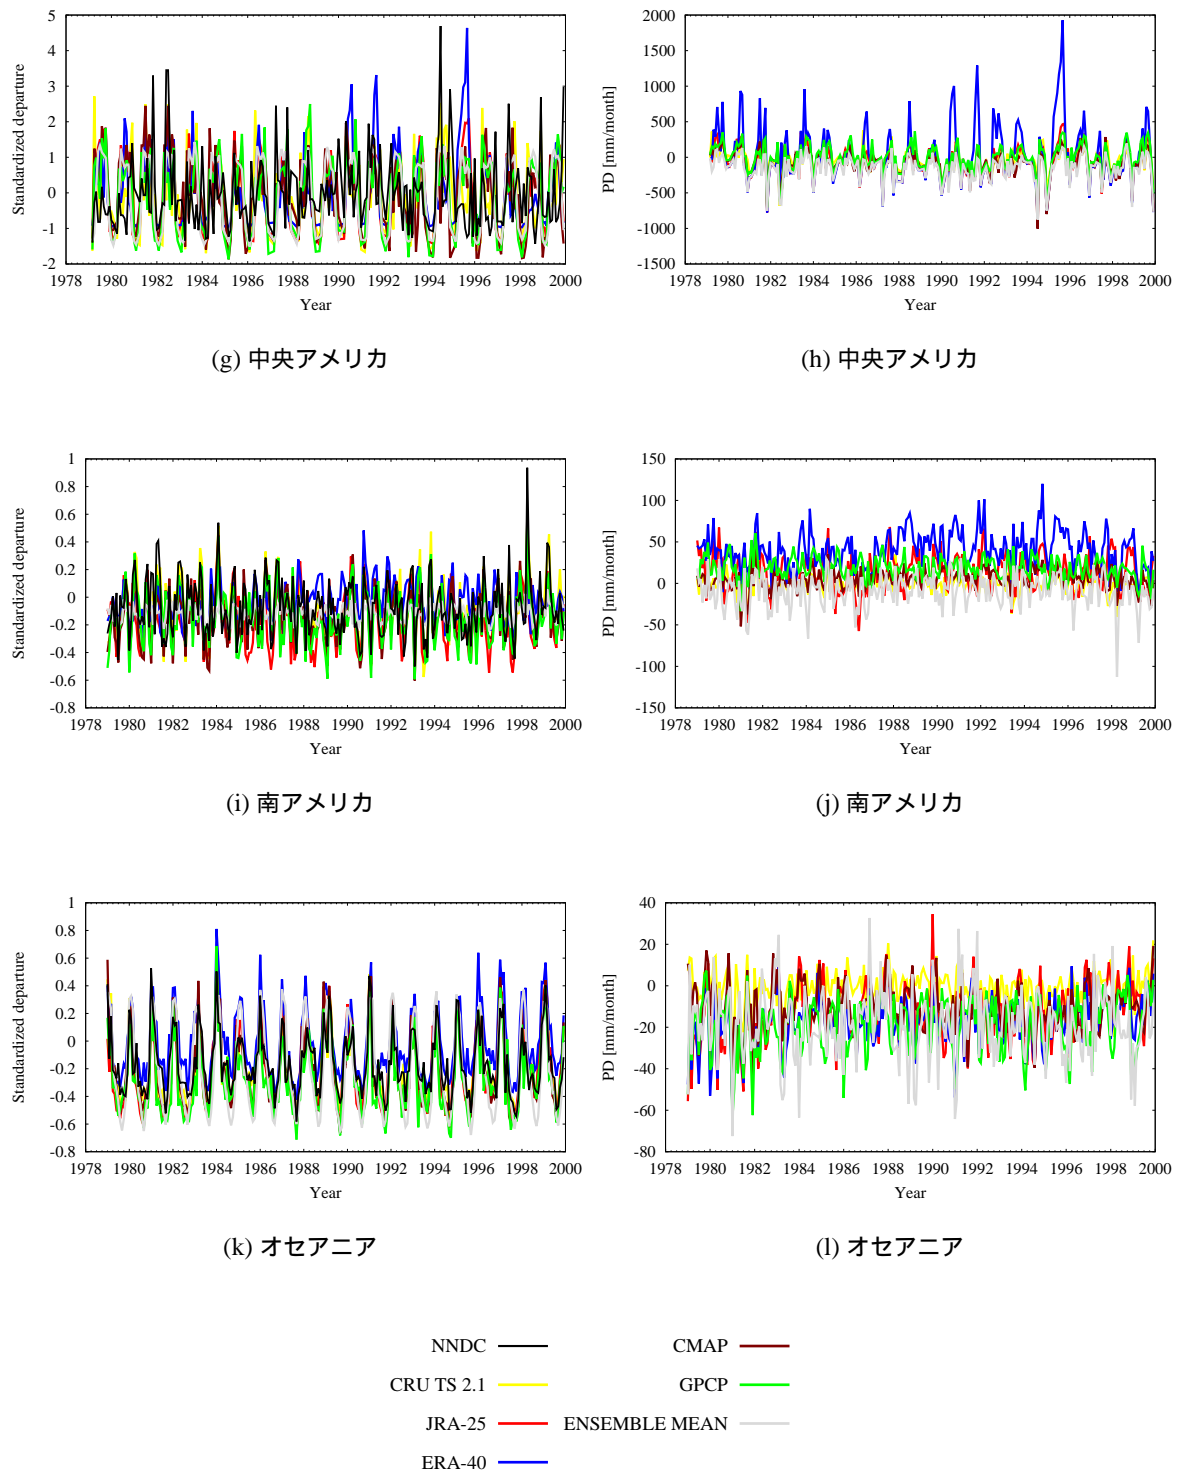 5
4
3
2
1
0
-1
-2
Standardized departure
1978 1980 1982 1984 1986 1988 1990 1992 1994 1996 1998 2000
Year
(g) 中央アメリカ
2000
1500
1000
500
0
-500
-1000
-1500
PD [mm/month]
1978 1980 1982 1984 1986 1988 1990 1992 1994 1996 1998 2000
Year
(h) 中央アメリカ
1
0.8
0.6
0.4
0.2
0
-0.2
-0.4
-0.6
-0.8
Standardized departure
1978 1980 1982 1984 1986 1988 1990 1992 1994 1996 1998 2000
Year
(i) 南アメリカ
150
100
50
0
-50
-100
-150
PD [mm/month]
1978 1980 1982 1984 1986 1988 1990 1992 1994 1996 1998 2000
Year
(j) 南アメリカ
1
0.8
0.6
0.4
0.2
0
-0.2
-0.4
-0.6
-0.8
Standardized departure
1978 1980 1982 1984 1986 1988 1990 1992 1994 1996 1998 2000
Year
(k) オセアニア
40
20
0
-20
-40
-60
-80
PD [mm/month]
1978 1980 1982 1984 1986 1988 1990 1992 1994 1996 1998 2000
Year
(l) オセアニア
NNDC
CRU TS 2.1
JRA-25
ERA-40
CMAP
GPCP
ENSEMBLE MEAN